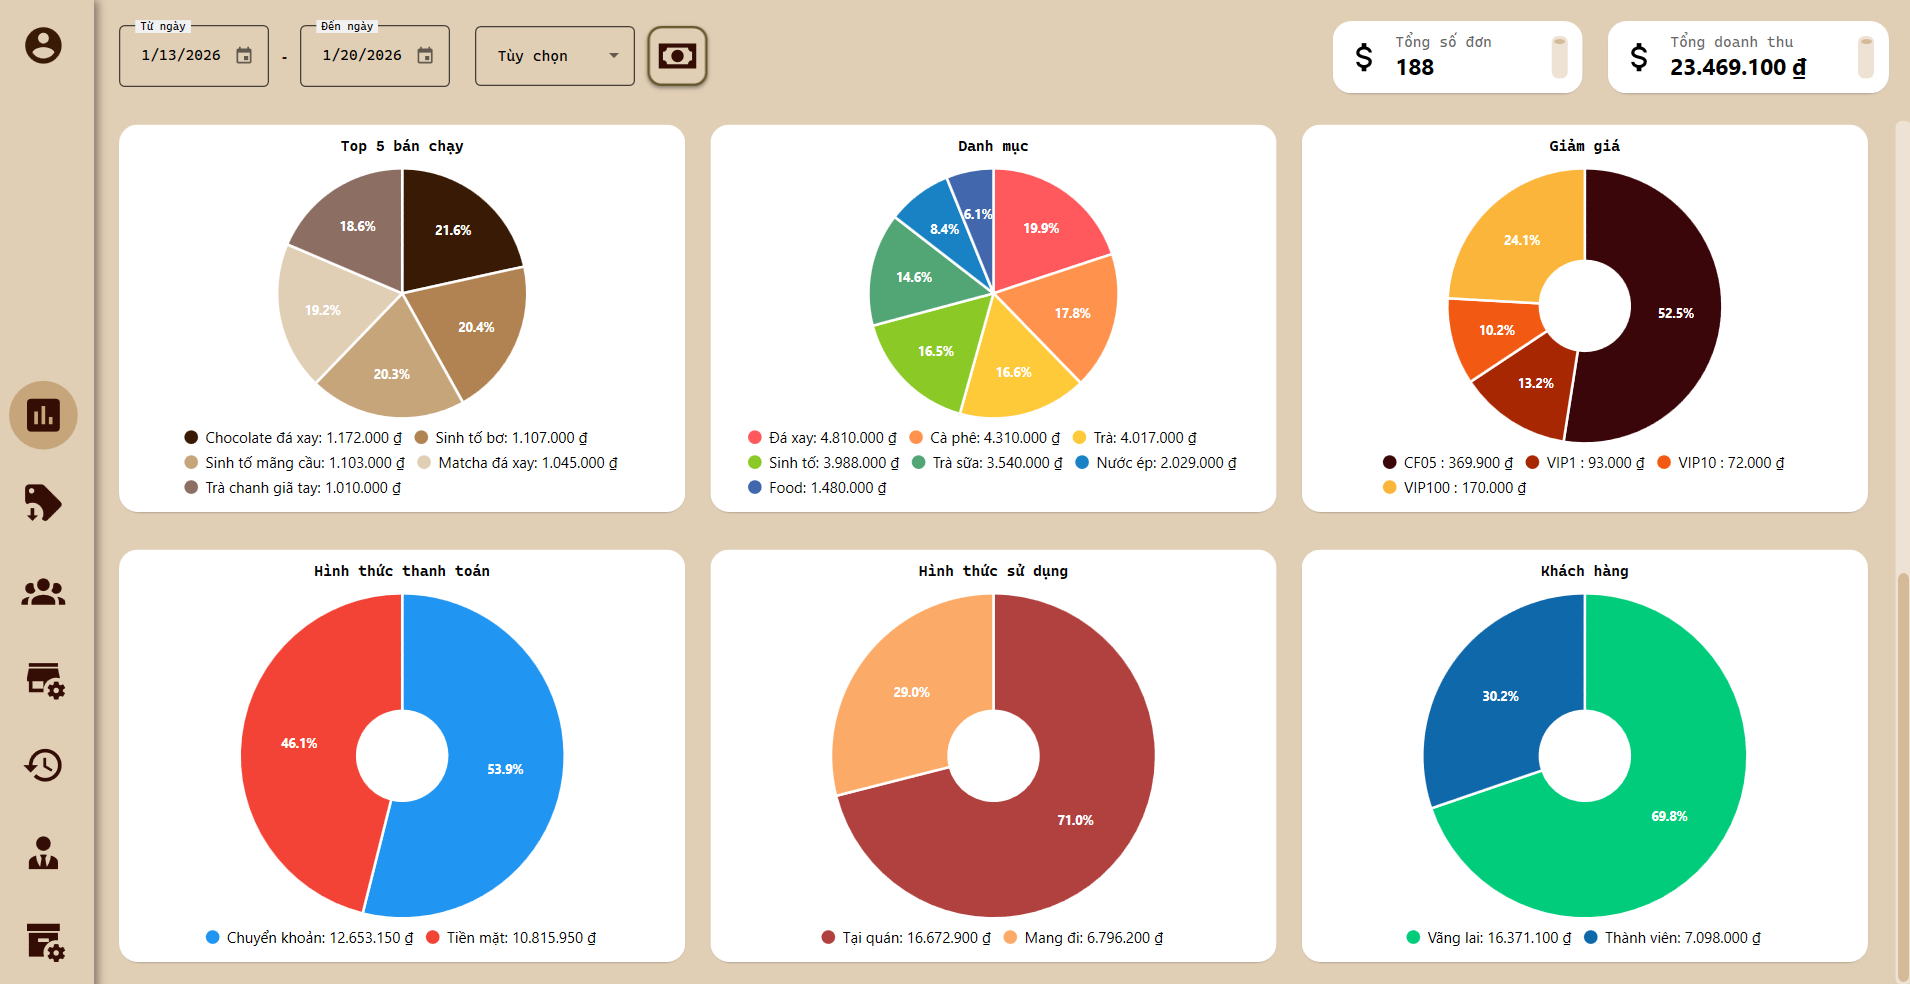 Từ ngày
1/13/2026
-
Đến ngày
1/20/2026
Tùy chọn
Tổng số đơn
188
Tổng doanh thu
23.469.100 ₫
Top 5 bán chạy
21.6%
20.4%
20.3%
19.2%
18.6%
Chocolate đá xay: 1.172.000 ₫ Sinh tố bơ: 1.107.000 ₫
Sinh tố mãng cầu: 1.103.000 ₫ Matcha đá xay: 1.045.000 ₫
Trà chanh giã tay: 1.010.000 ₫
Danh mục
19.9%
17.8%
16.6%
16.5%
14.6%
8.4%
6.1%
Đá xay: 4.810.000 ₫ Cà phê: 4.310.000 ₫ Trà: 4.017.000 ₫
Sinh tố: 3.988.000 ₫ Trà sữa: 3.540.000 ₫ Nước ép: 2.029.000 ₫
Food: 1.480.000 ₫
Giảm giá
52.5%
13.2%
10.2%
24.1%
CF05 : 369.900 ₫ VIP1 : 93.000 ₫ VIP10 : 72.000 ₫
VIP100 : 170.000 ₫
Hình thức thanh toán
53.9%
46.1%
Chuyển khoản: 12.653.150 ₫ Tiền mặt: 10.815.950 ₫
Hình thức sử dụng
71.0%
29.0%
Tại quán: 16.672.900 ₫ Mang đi: 6.796.200 ₫
Khách hàng
69.8%
30.2%
Vãng lai: 16.371.100 ₫ Thành viên: 7.098.000 ₫